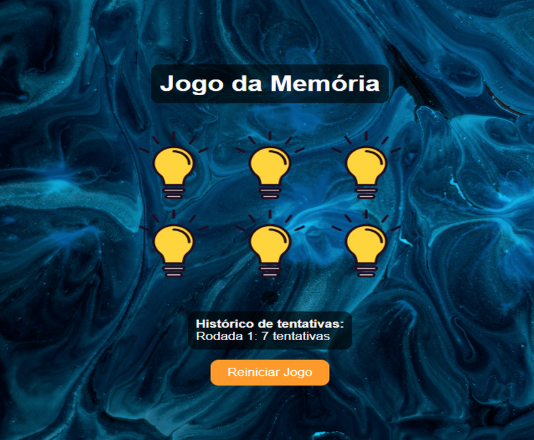 Jogo da Memória
Histórico de tentativas:
Rodada 1: 7 tentativas
Reiniciar Jogo